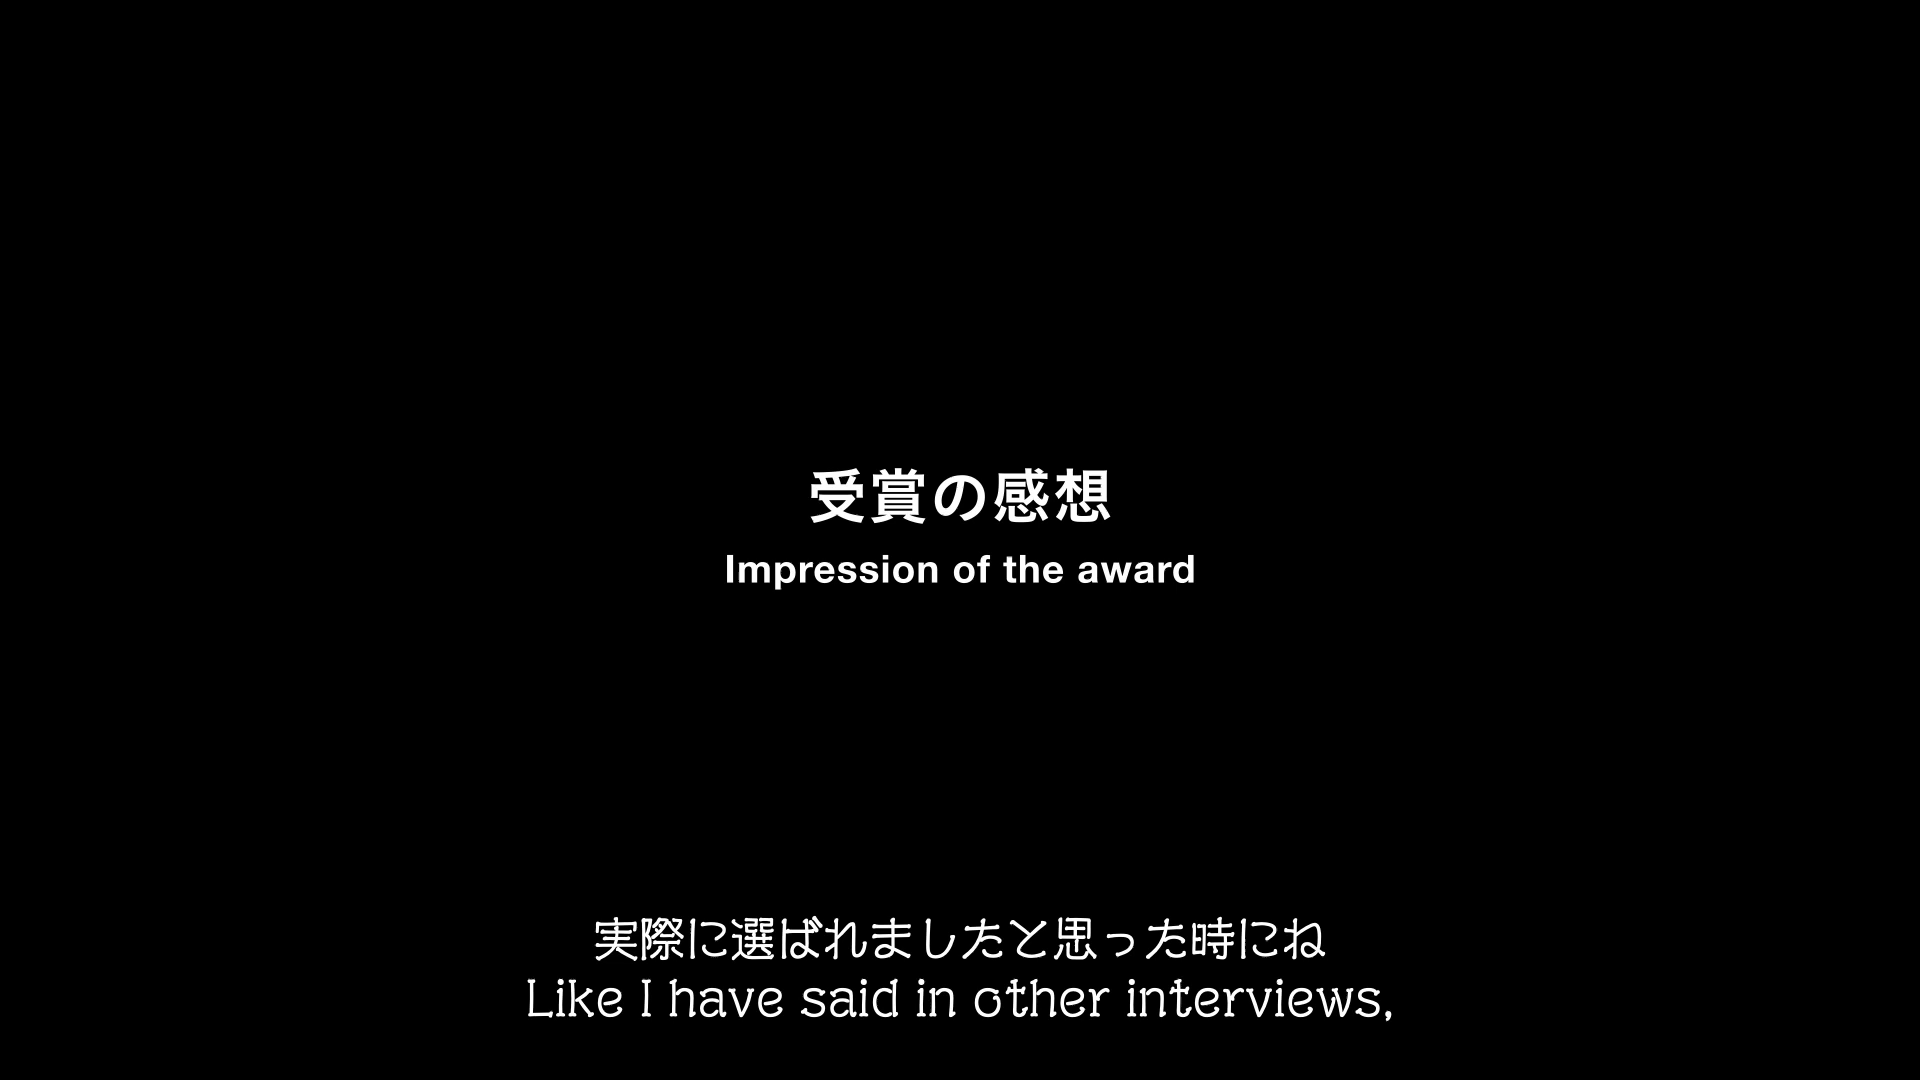 受賞の感想
Impression of the award
実際に選ばれましたと思った時にね
Like I have said in other interviews,